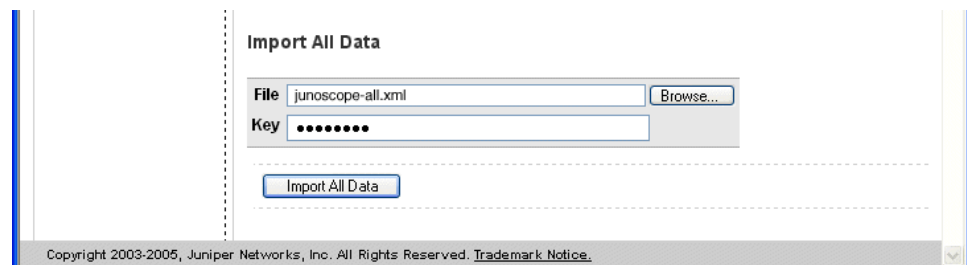 Import All Data
File junoscope-all.xml Browse...
Key ••••••••
Import All Data
Copyright 2003-2005, Juniper Networks, Inc. All Rights Reserved. Trademark Notice.